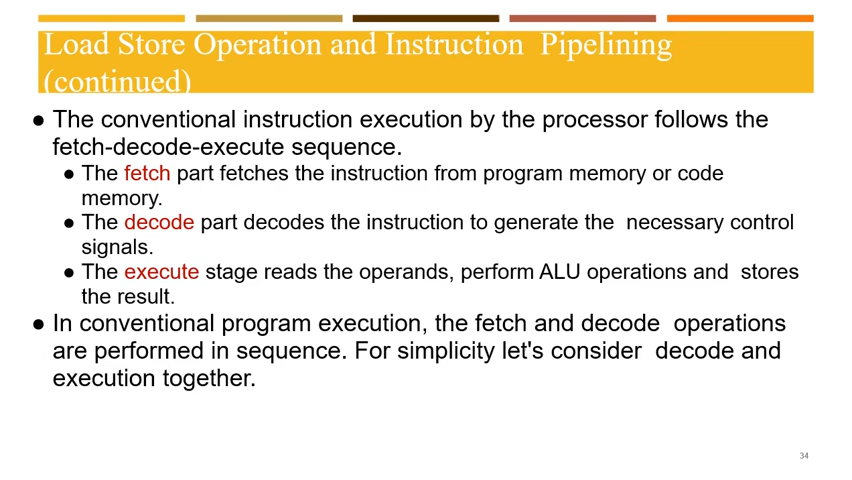 Load Store Operation and Instruction  Pipelining
(continued)
● The conventional instruction execution by the processor follows the
fetch-decode-execute sequence.
● The fetch part fetches the instruction from program memory or code
memory.
● The decode part decodes the instruction to generate the  necessary control
signals.
● The execute stage reads the operands, perform ALU operations and  stores
the result.
● In conventional program execution, the fetch and decode  operations
are performed in sequence. For simplicity let's consider  decode and
execution together.
34